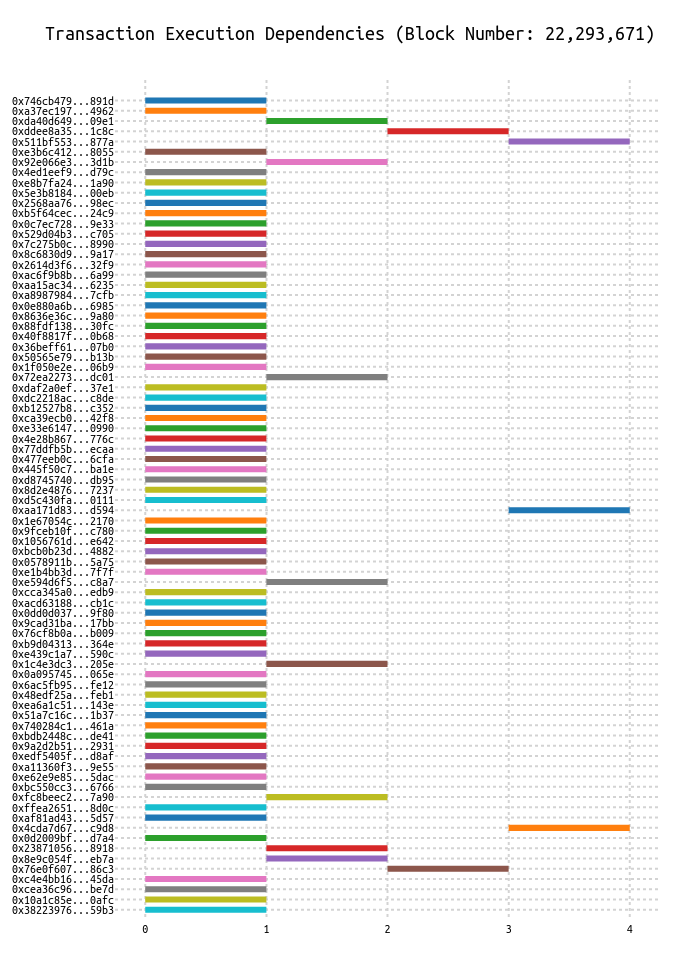 Transaction Execution Dependencies (Block Number: 22,293,671)
0x746cb479...891d
0xa37ec197...4962
0xda40d649...09e1
0xddee8a35...1c8c
0x511bf553...877a
0xe3b6c412...8055
0x92e066e3...3d1b
0x4ed1eef9...d79c
0xe8b7fa24...1a90
0x5e3b8184...00eb
0x2568aa76...98ec
0xb5f64cec...24c9
0x0c7ec728...9e33
0x529d04b3...c705
0x7c275b0c...8990
0x8c6830d9...9a17
0x2614d3f6...32f9
0xac6f9b8b...6a99
0xaa15ac34...6235
0xa8987984...7cfb
0x0e880a6b...6985
0x8636e36c...9a80
0x88fdf138...30fc
0x40f8817f...0b68
0x36beff61...07b0
0x50565e79...b13b
0x1f050e2e...06b9
0x72ea2273...dc01
0xdaf2a0ef...37e1
0xdc2218ac...c8de
0xb12527b8...c352
0xca39ecb0...42f8
0xe33e6147...0990
0x4e28b867...776c
0x77ddfb5b...ecaa
0x477eeb0c...6cfa
0x445f50c7...ba1e
0xd8745740...db95
0x8d2e4876...7237
0xd5c430fa...0111
0xaa171d83...d594
0x1e67054c...2170
0x9fceb10f...c780
0x1056761d...e642
0xbcb0b23d...4882
0x0578911b...5a75
0xe1b4bb3d...7f7f
0xe594d6f5...c8a7
0xcca345a0...edb9
0xacd63188...cb1c
0x0dd0d037...9f80
0x9cad31ba...17bb
0x76cf8b0a...b009
0xb9d04313...364e
0xe439c1a7...590c
0x1c4e3dc3...205e
0x0a095745...065e
0x6ac5fb95...fe12
0x48edf25a...feb1
0xea6a1c51...143e
0x51a7c16c...1b37
0x740284c1...461a
0xbdb2448c...de41
0x9a2d2b51...2931
0xedf5405f...d8af
0xa11360f3...9e55
0xe62e9e85...5dac
0xbc550cc3...6766
0xfc8beec2...7a90
0xffea2651...8d0c
0xaf81ad43...5d57
0x4cda7d67...c9d8
0x0d2009bf...d7a4
0x23871056...8918
0x8e9c054f...eb7a
0x76e0f607...86c3
0xc4e4bb16...45da
0xcea36c96...be7d
0x10a1c85e...0afc
0x38223976...59b3
0 1 2 3 4